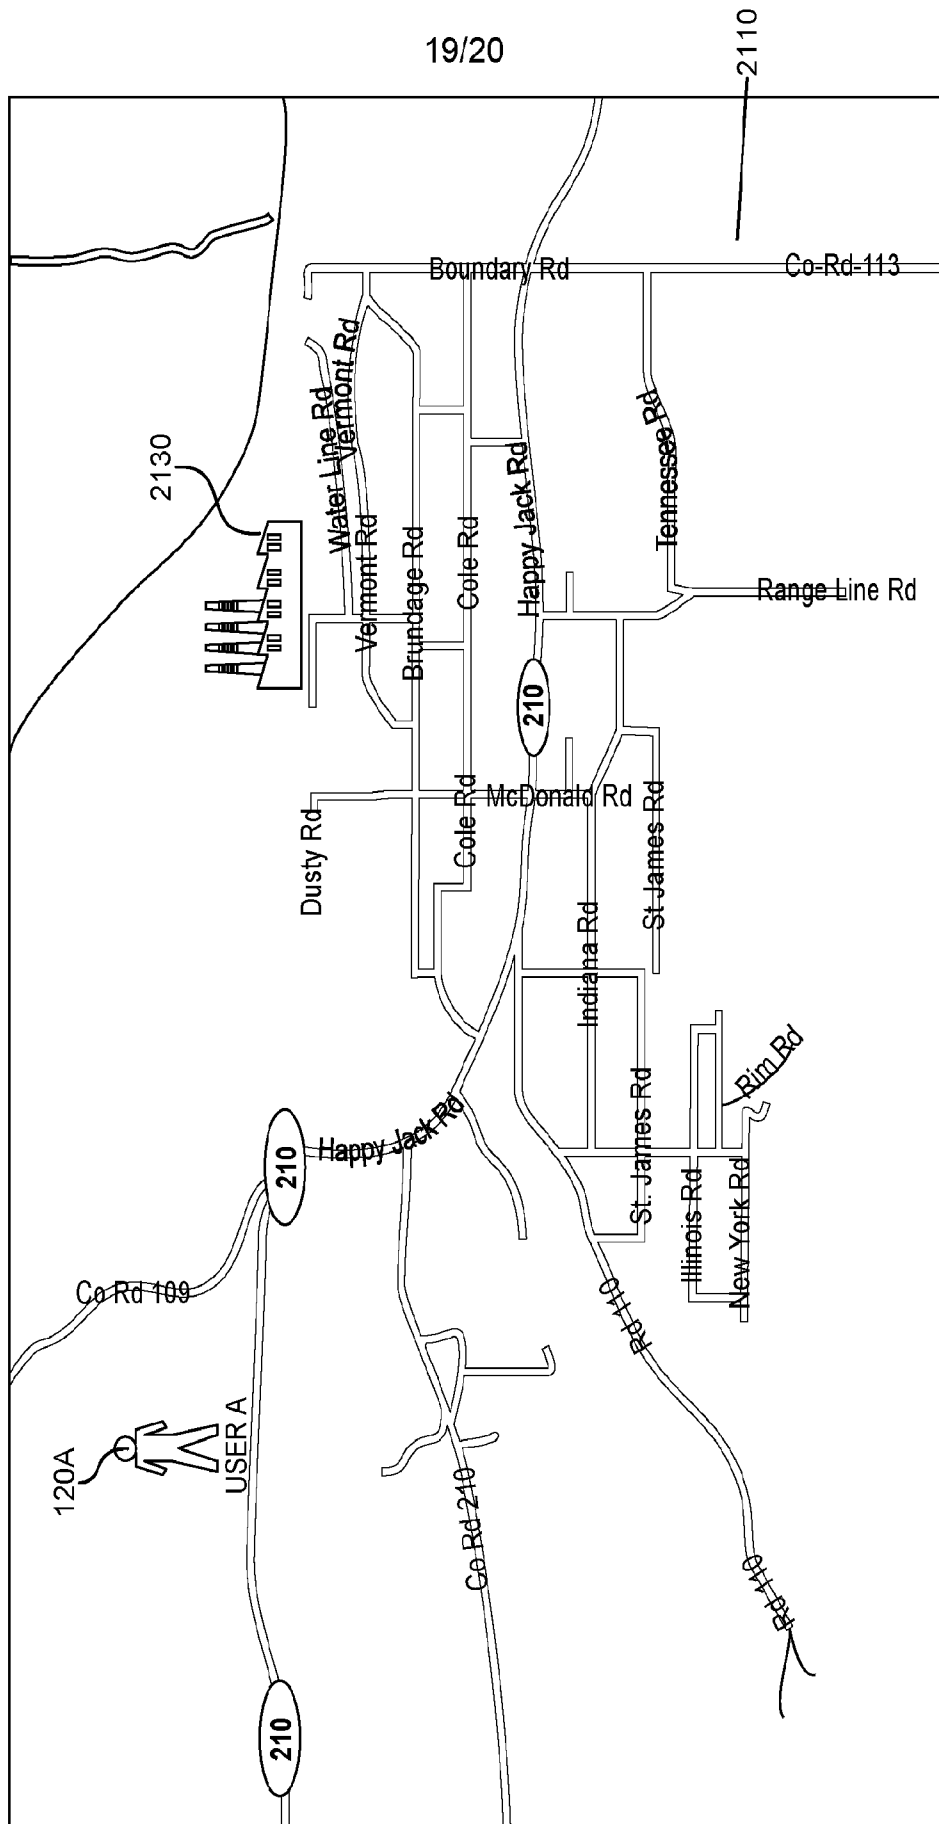 19/20
2110
Boundary Rd
Co-Rd-113
2130
Water Line Rd
Vermont Rd
Vermont Rd
Brundage Rd
Cole Rd
Happy Jack Rd
Tennessee Rd
Range Line Rd
210
Dusty Rd
Cole Rd
McDonald Rd
St James Rd
Indiana Rd
Rim Rd
210
Happy Jack Rd
St. James Rd
Illinois Rd
New York Rd
Co Rd 109
Rd 110
120A
USER A
Co Rd 210
Rd 110
210